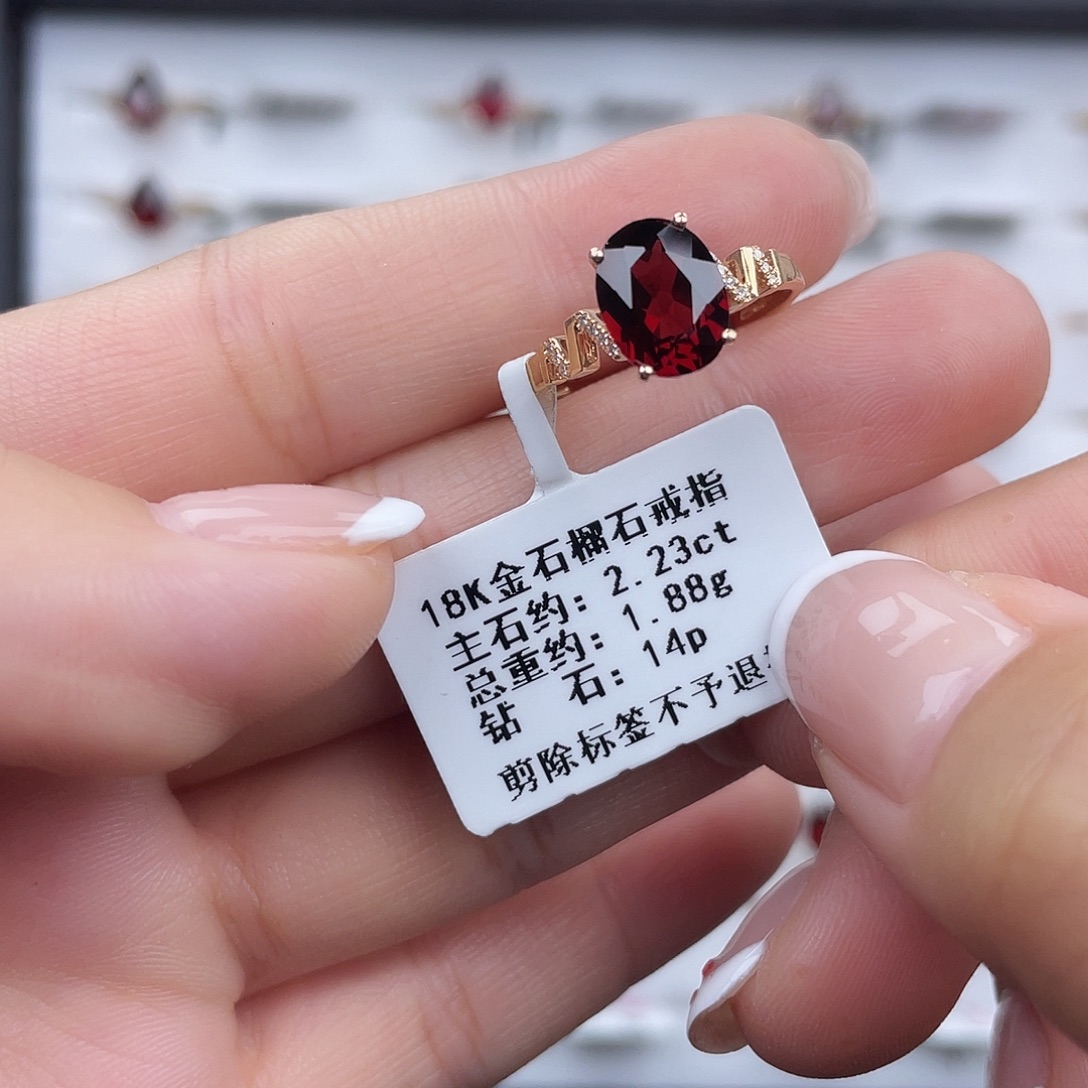 18K金石榴石戒指
主石约: 2.23ct
总重约: 1.88g
钻 石: 14p
剪除标签不予退